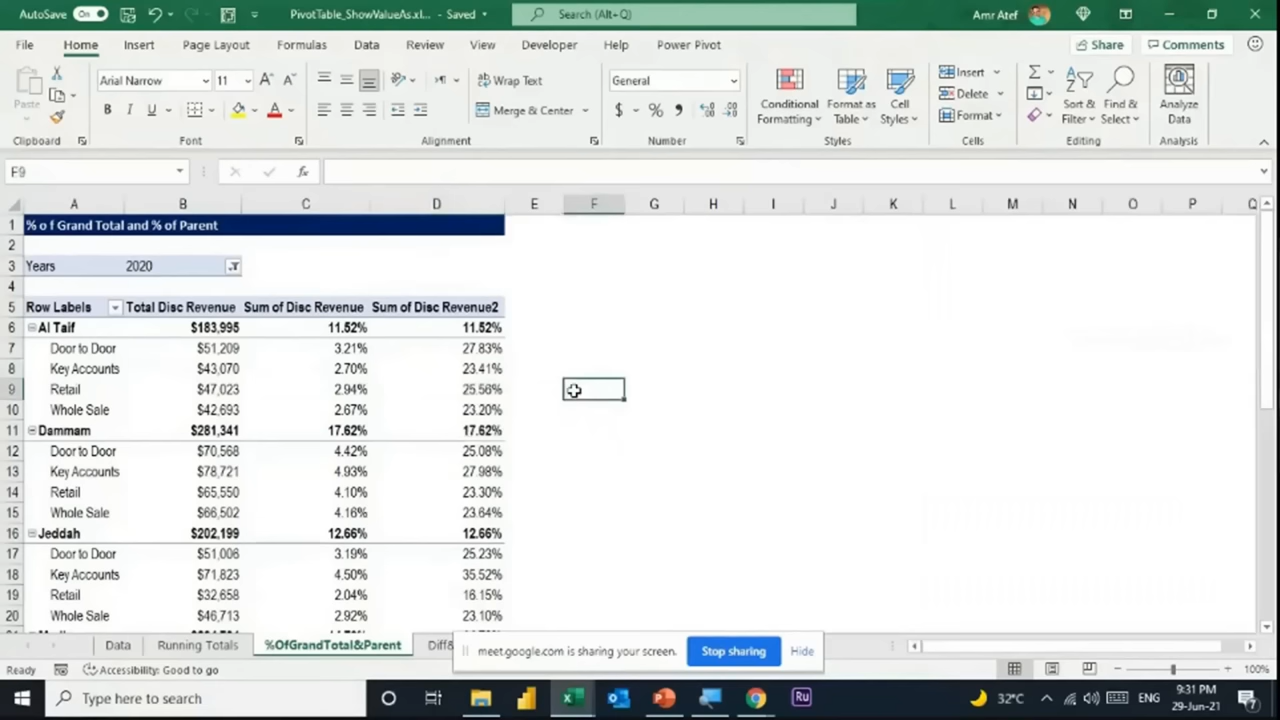 AutoSave On PivotTable_ShowValueAs.xl... - Saved Search (Alt+Q) Amr Atef
File Home Insert Page Layout Formulas Data Review View Developer Help Power Pivot Share Comments
Arial Narrow 11 Wrap Text General Insert
Paste B I U Merge & Center $ % Conditional Formatting Format as Table Cell Styles Delete Format Sort & Filter Find & Select Analyze Data
Clipboard Font Alignment Number Styles Cells Editing Analysis
F9 fx
A B C D E F G H I J K L M N O P Q
1 % o f Grand Total and % of Parent
2
3 Years 2020
4
5 Row Labels Total Disc Revenue Sum of Disc Revenue Sum of Disc Revenue2
6 Al Taif $183,995 11.52% 11.52%
7 Door to Door $51,209 3.21% 27.83%
8 Key Accounts $43,070 2.70% 23.41%
9 Retail $47,023 2.94% 25.56%
10 Whole Sale $42,693 2.67% 23.20%
11 Dammam $281,341 17.62% 17.62%
12 Door to Door $70,568 4.42% 25.08%
13 Key Accounts $78,721 4.93% 27.98%
14 Retail $65,550 4.10% 23.30%
15 Whole Sale $66,502 4.16% 23.64%
16 Jeddah $202,199 12.66% 12.66%
17 Door to Door $51,006 3.19% 25.23%
18 Key Accounts $71,823 4.50% 35.52%
19 Retail $32,658 2.04% 16.15%
20 Whole Sale $46,713 2.92% 23.10%
Data Running Totals %OfGrandTotal&Parent Diff& meet.google.com is sharing your screen. Stop sharing Hide
Ready Accessibility: Good to go 100%
Type here to search Ru 32°C ENG 9:31 PM
29-Jun-21 7